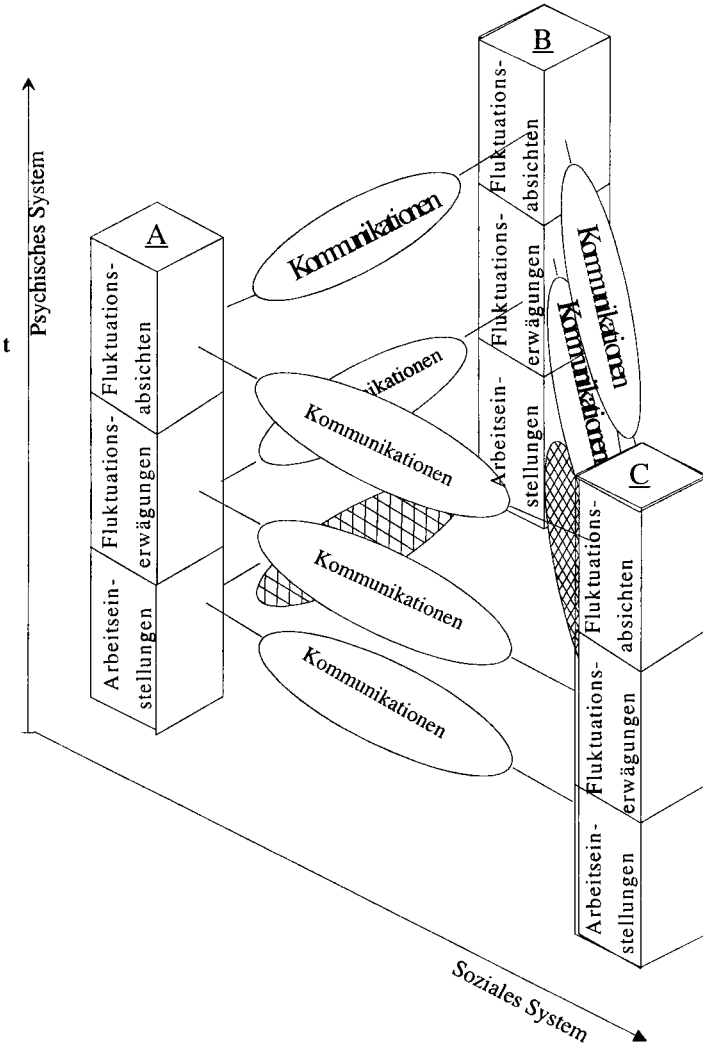 B
Fluktuations-
absichten
Fluktuations-
erwägungen
Arbeitsein-
stellungen
Psychisches System
t
A
Fluktuations-
absichten
Fluktuations-
erwägungen
Arbeitsein-
stellungen
Kommunikationen
ikationen
Kommunikationen
Kommunikationen
Kommunikationen
Kommunikationen
Kommunikationen
C
Fluktuations-
absichten
Fluktuations-
erwägungen
Arbeitsein-
stellungen
Soziales System